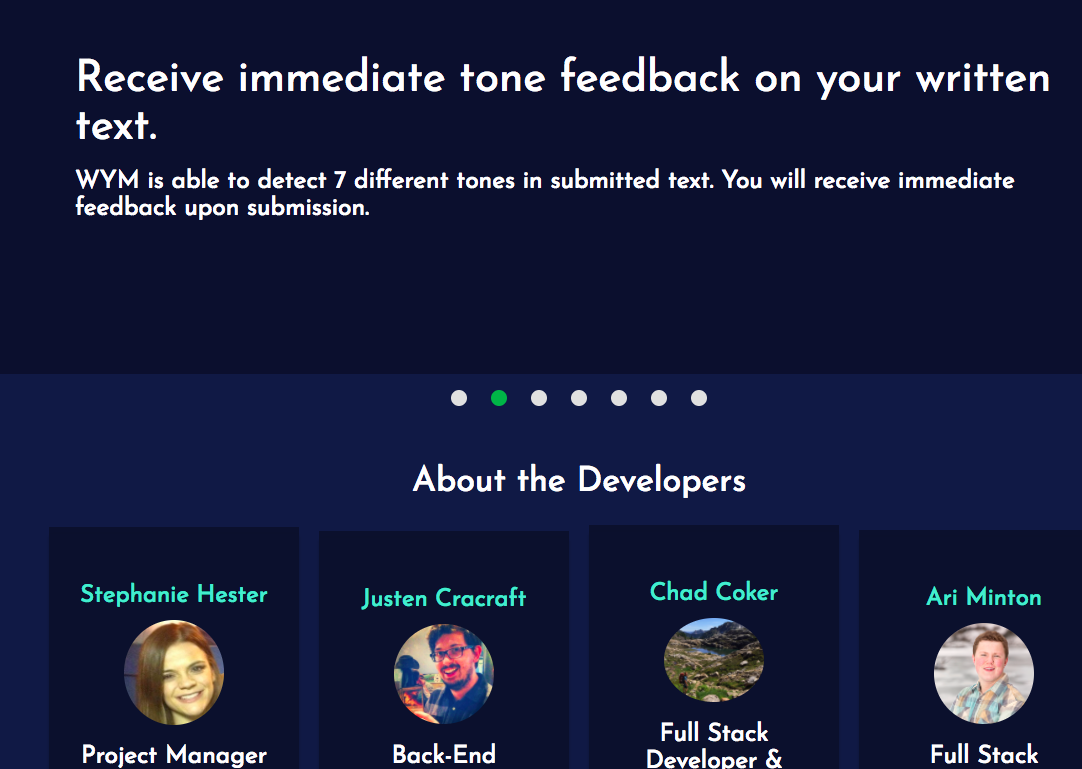 Receive immediate tone feedback on your written
text.
WYM is able to detect 7 different tones in submitted text. You will receive immediate
feedback upon submission.
About the Developers
Stephanie Hester
Project Manager
Justen Cracraft
Back-End
Chad Coker
Full Stack
Developer &
Ari Minton
Full Stack